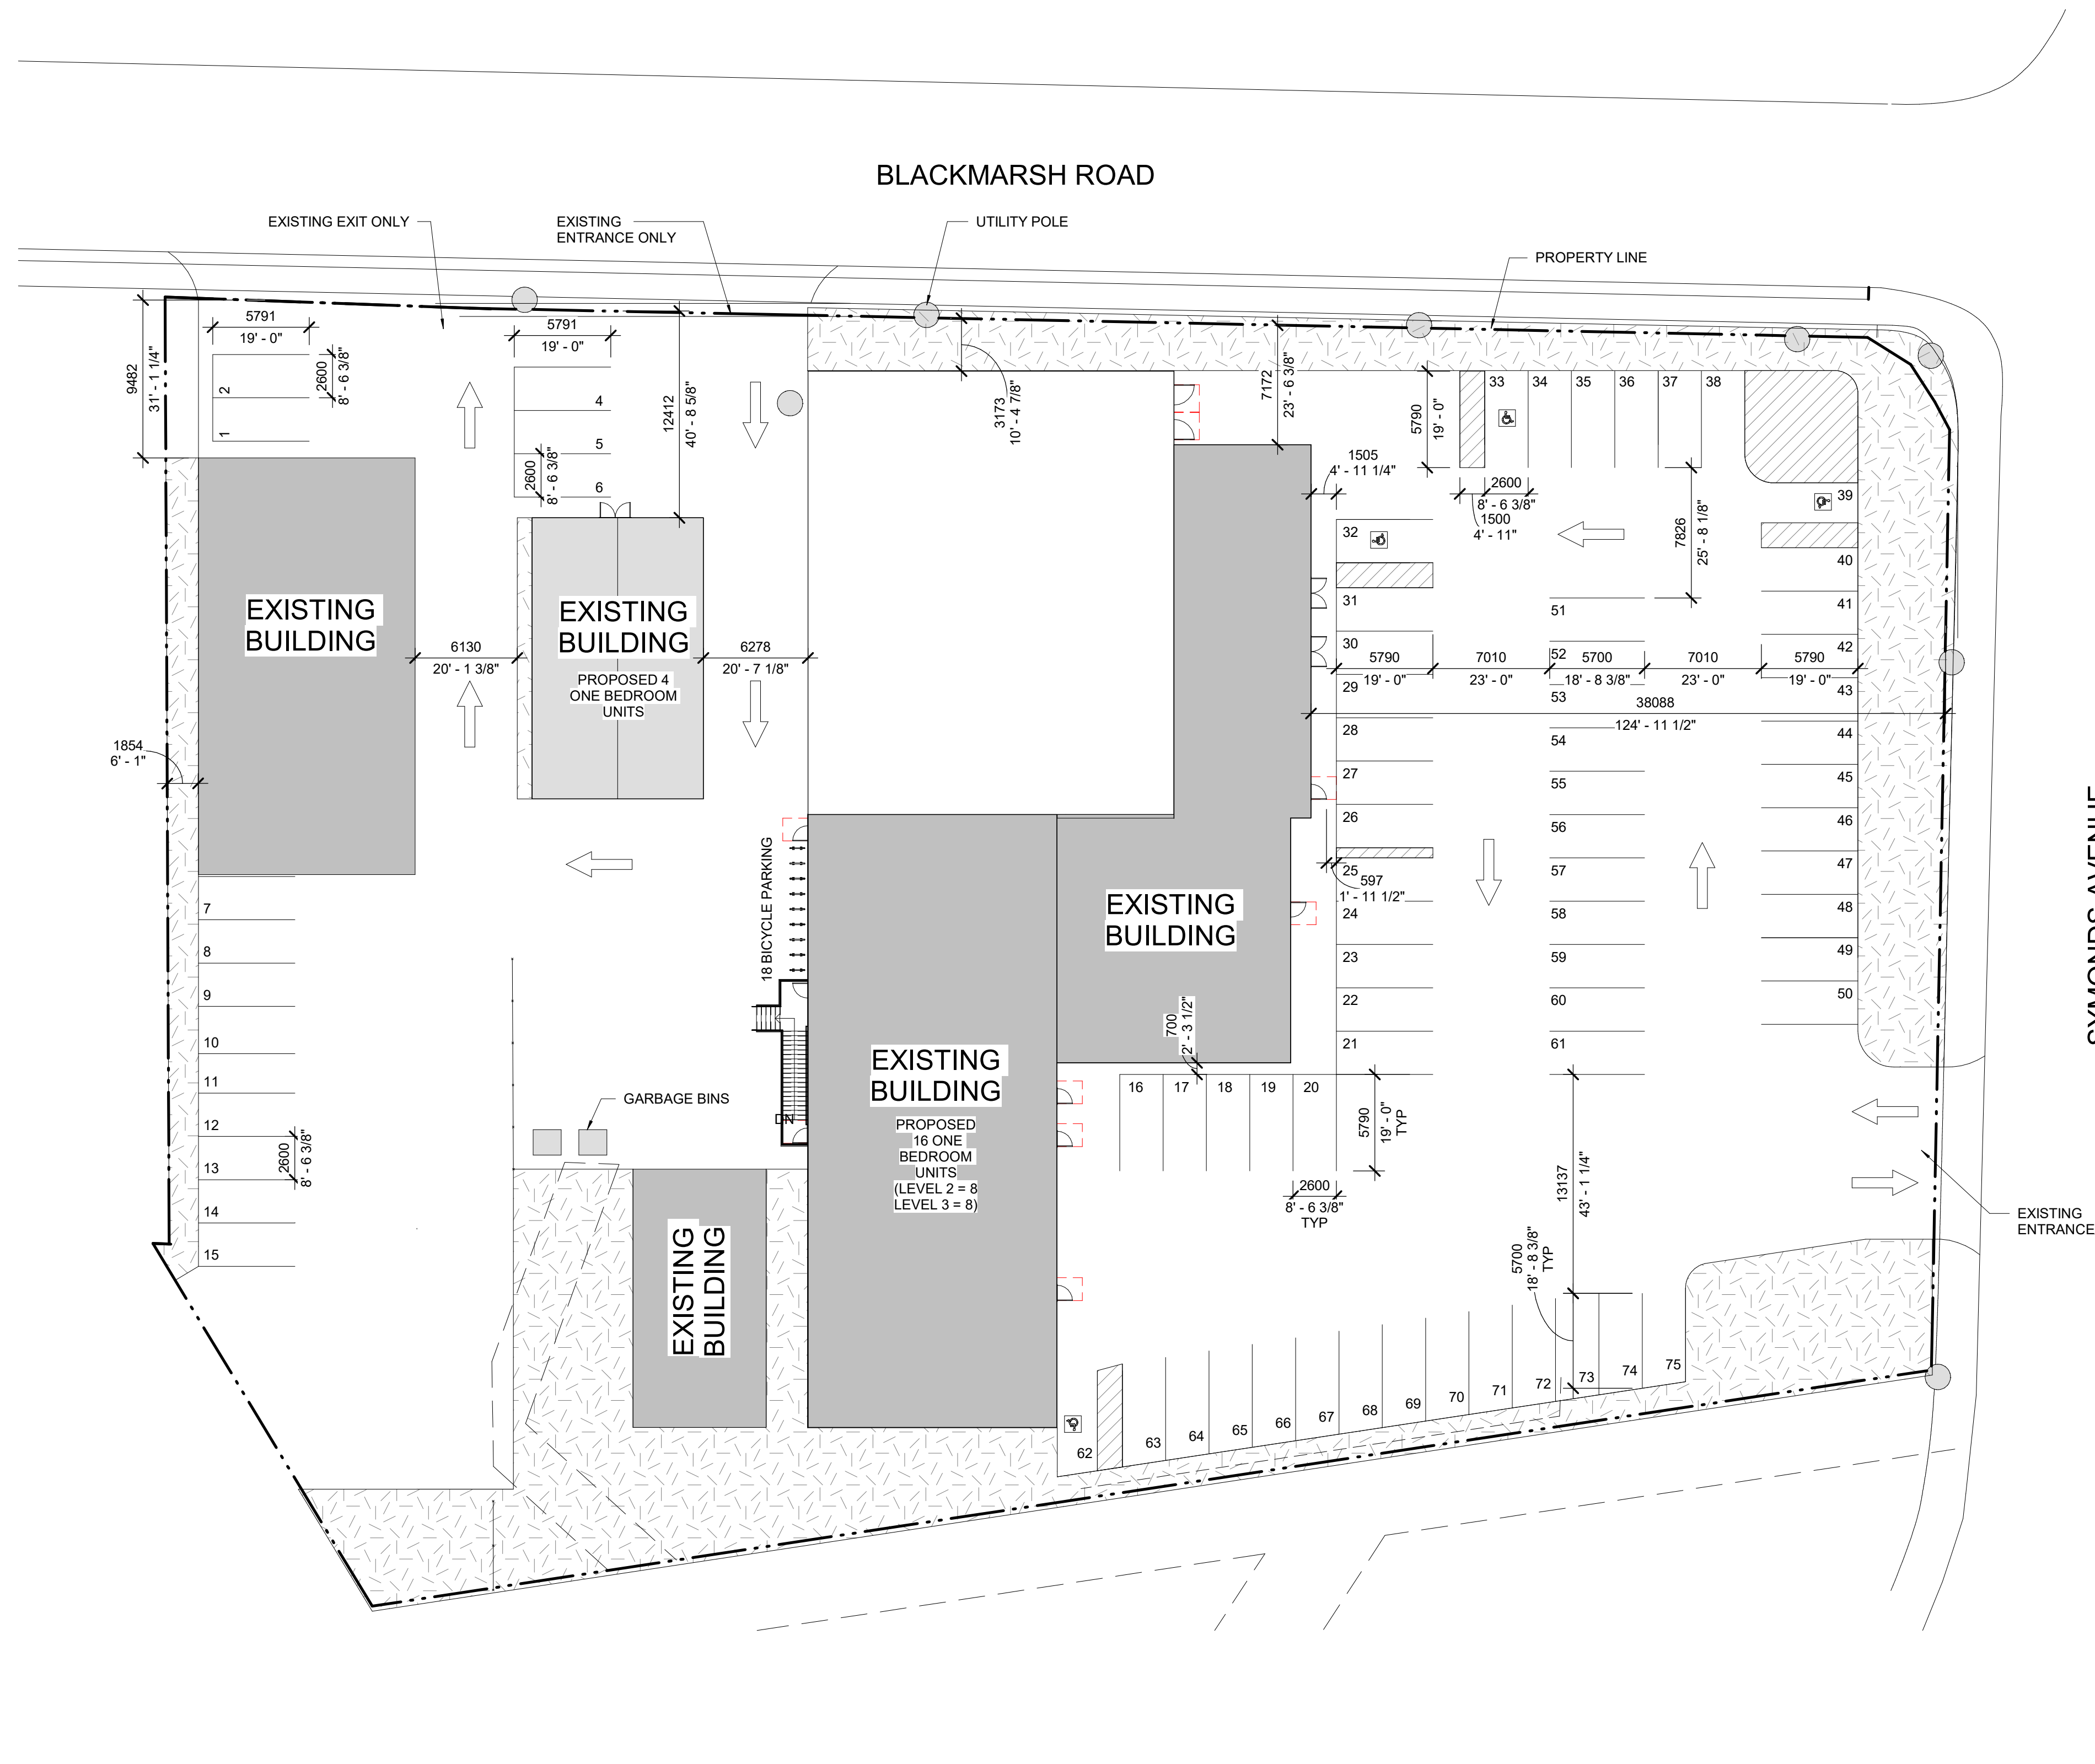 BLACKMARSH ROAD
EXISTING EXIT ONLY
EXISTING
ENTRANCE ONLY
UTILITY POLE
PROPERTY LINE
9482
31' - 1 1/4"
5791
19' - 0"
2600
8' - 6 3/8"
2
1
5791
19' - 0"
4
5
6
2600
8' - 6 3/8"
12412
40' - 8 5/8"
3173
10' - 4 7/8"
7172
23' - 6 3/8"
1505
4' - 11 1/4"
5790
19' - 0"
33
34
35
36
37
38
2600
8' - 6 3/8"
1500
4' - 11"
7826
25' - 8 1/8"
39
40
41
42
43
44
45
46
47
48
49
50
32
31
30
29
28
27
26
25
24
23
22
21
51
52
53
54
55
56
57
58
59
60
61
5790
19' - 0"
7010
23' - 0"
5700
18' - 8 3/8"
7010
23' - 0"
5790
19' - 0"
38088
124' - 11 1/2"
597
1' - 11 1/2"
EXISTING
BUILDING
6130
20' - 1 3/8"
EXISTING
BUILDING
PROPOSED 4
ONE BEDROOM
UNITS
6278
20' - 7 1/8"
1854
6' - 1"
18 BICYCLE PARKING
EXISTING
BUILDING
700
2' - 3 1/2"
7
8
9
10
11
12
13
14
15
2600
8' - 6 3/8"
GARBAGE BINS
DN
EXISTING
BUILDING
PROPOSED
16 ONE
BEDROOM
UNITS
(LEVEL 2 = 8
LEVEL 3 = 8)
EXISTING
BUILDING
16
17
18
19
20
5790
19' - 0"
TYP
2600
8' - 6 3/8"
TYP
13137
43' - 1 1/4"
5700
18' - 8 3/8"
TYP
62
63
64
65
66
67
68
69
70
71
72
73
74
75
EXISTING
ENTRANCE
SYMONDS AVENUE